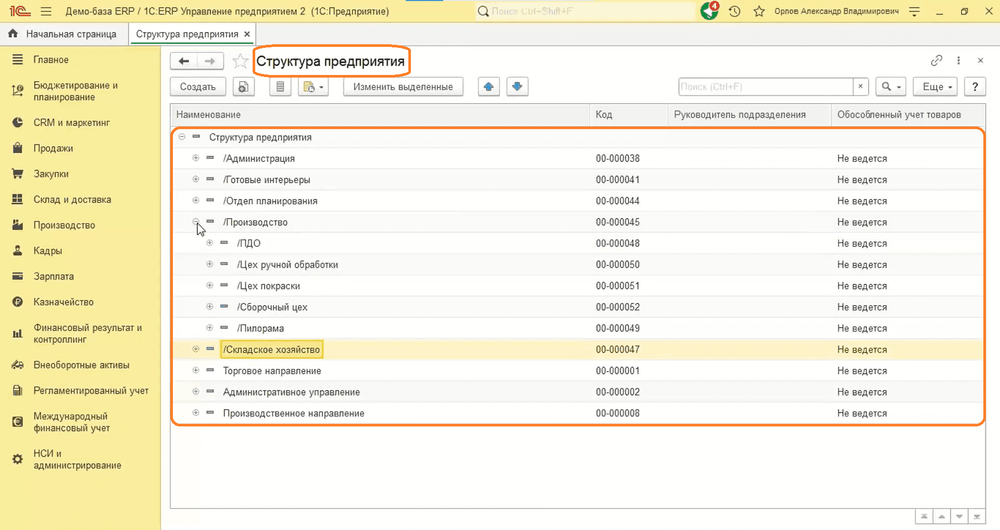 1С Демо-база ERP / 1С:ERP Управление предприятием 2 (1С:Предприятие) Поиск Ctrl+Shift+F 4 Орлов Александр Владимирович
Начальная страница Структура предприятия ×
Главное
Бюджетирование и
планирование
CRM и маркетинг
Продажи
Закупки
Склад и доставка
Производство
Кадры
Зарплата
Казначейство
Финансовый результат и
контроллинг
Внеоборотные активы
Регламентированный учет
Международный
финансовый учет
НСИ и
администрирование
Структура предприятия
Создать Изменить выделенные Поиск (Ctrl+F) × Еще ?
Наименование Код Руководитель подразделения Обособленный учет товаров
Структура предприятия
/Администрация 00-000038 Не ведется
/Готовые интерьеры 00-000041 Не ведется
/Отдел планирования 00-000044 Не ведется
/Производство 00-000045 Не ведется
/ПДО 00-000048 Не ведется
/Цех ручной обработки 00-000050 Не ведется
/Цех покраски 00-000051 Не ведется
/Сборочный цех 00-000052 Не ведется
/Пилорама 00-000049 Не ведется
/Складское хозяйство 00-000047 Не ведется
Торговое направление 00-000001 Не ведется
Административное управление 00-000002 Не ведется
Производственное направление 00-000008 Не ведется